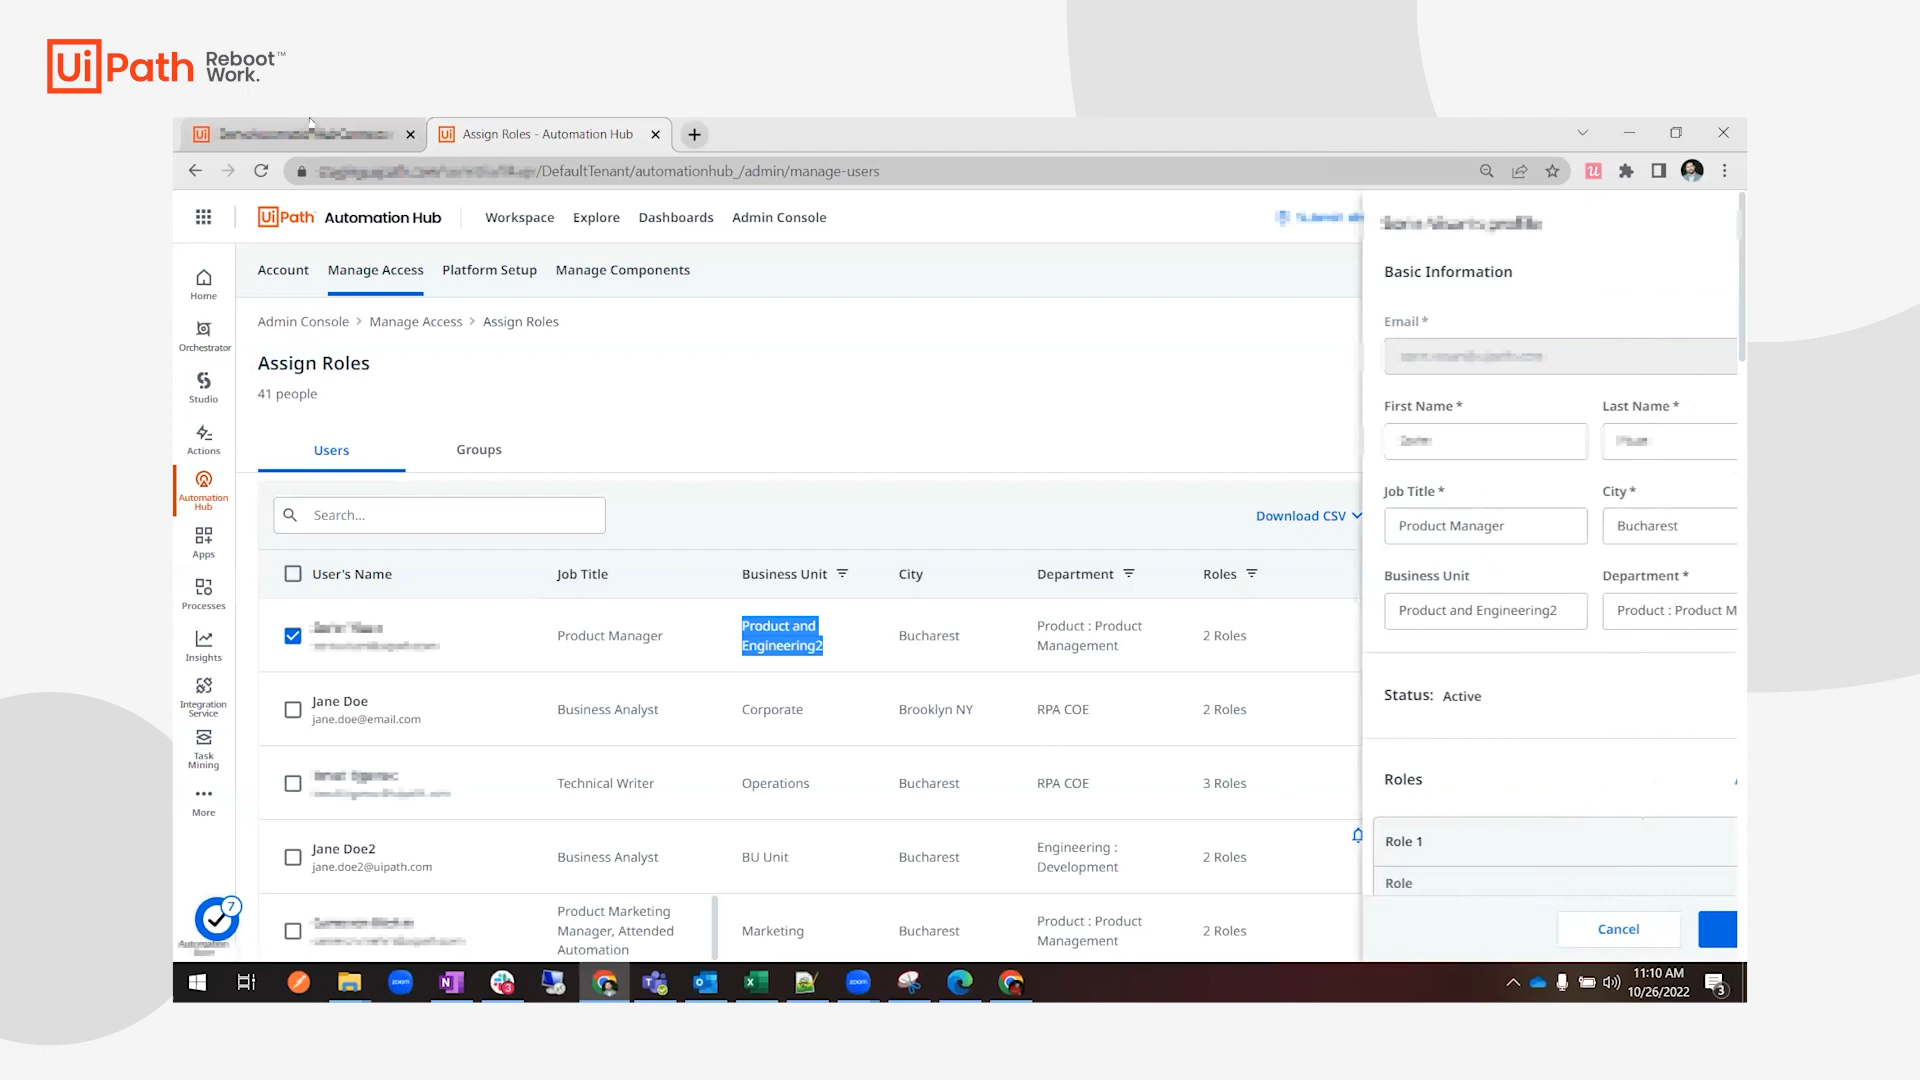 UiPath Reboot Work.™
Assign Roles - Automation Hub
/DefaultTenant/automationhub_/admin/manage-users
UiPath Automation Hub Workspace Explore Dashboards Admin Console
Account Manage Access Platform Setup Manage Components
Admin Console > Manage Access > Assign Roles
Assign Roles
41 people
Users Groups
Search...
Download CSV
User's Name Job Title Business Unit City Department Roles
Product Manager Product and Engineering2 Bucharest Product : Product Management 2 Roles
Jane Doe
jane.doe@email.com
Business Analyst Corporate Brooklyn NY RPA COE 2 Roles
Technical Writer Operations Bucharest RPA COE 3 Roles
Jane Doe2
jane.doe2@uipath.com
Business Analyst BU Unit Bucharest Engineering : Development 2 Roles
Product Marketing Manager, Attended Automation Marketing Bucharest Product : Product Management 2 Roles
Home
Orchestrator
Studio
Actions
Automation Hub
Apps
Processes
Insights
Integration Service
Task Mining
More
7
profile
Basic Information
Email *
First Name * Last Name *
Job Title * City *
Product Manager Bucharest
Business Unit Department *
Product and Engineering2 Product : Product M
Status: Active
Roles
Role 1
Role
Cancel
zoom
zoom
11:10 AM
10/26/2022
3